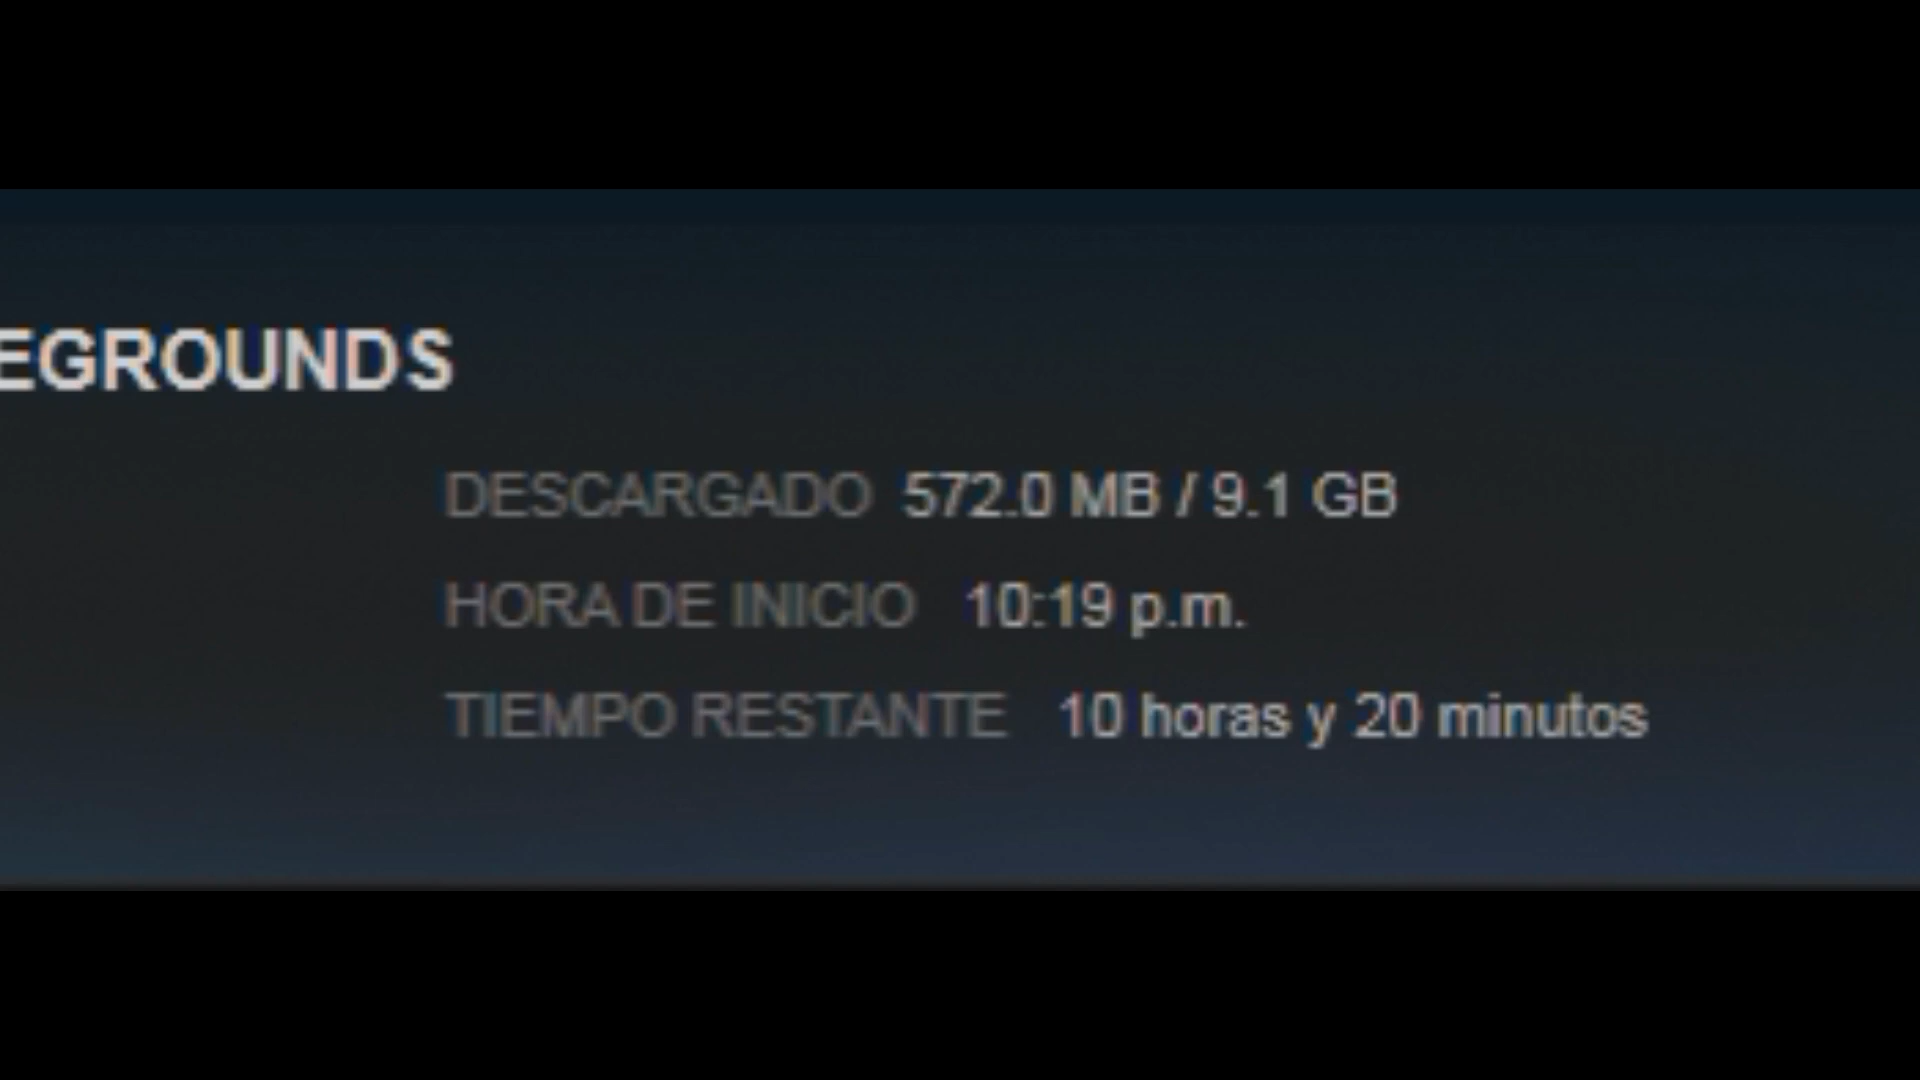 EGROUNDS
DESCARGADO 572.0 MB / 9.1 GB
HORA DE INICIO 10:19 p.m.
TIEMPO RESTANTE 10 horas y 20 minutos